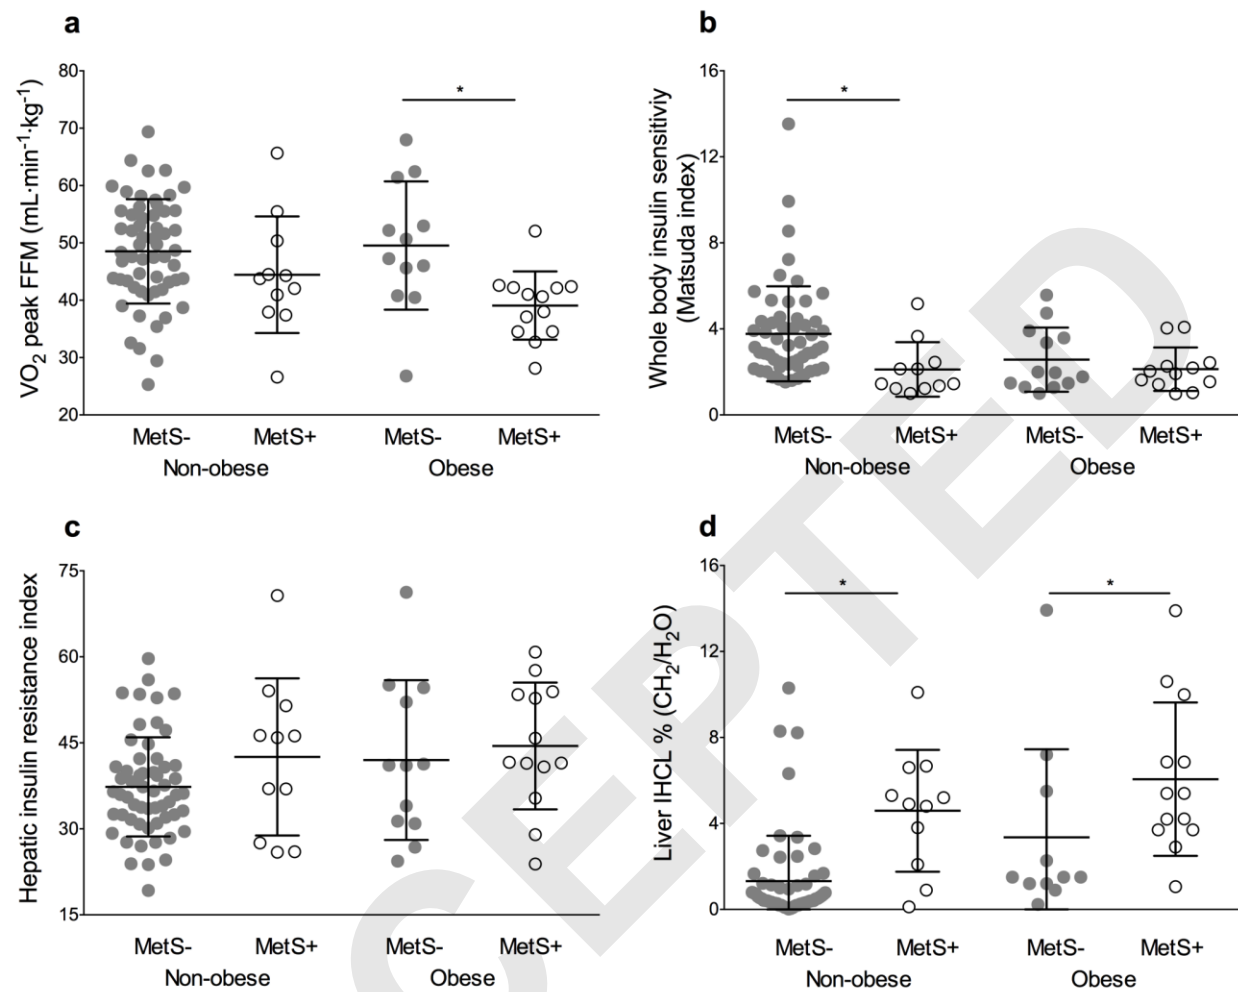 a
VO₂ peak FFM (mL·min⁻¹·kg⁻¹)
80
70
60
50
40
30
20
*
MetS- MetS+ MetS- MetS+
Non-obese Obese
b
Whole body insulin sensitiviy
(Matsuda index)
16
12
8
4
0
*
MetS- MetS+ MetS- MetS+
Non-obese Obese
c
Hepatic insulin resistance index
75
60
45
30
15
MetS- MetS+ MetS- MetS+
Non-obese Obese
d
Liver IHCL % (CH₂/H₂O)
16
12
8
4
0
* *
MetS- MetS+ MetS- MetS+
Non-obese Obese
CEPTED